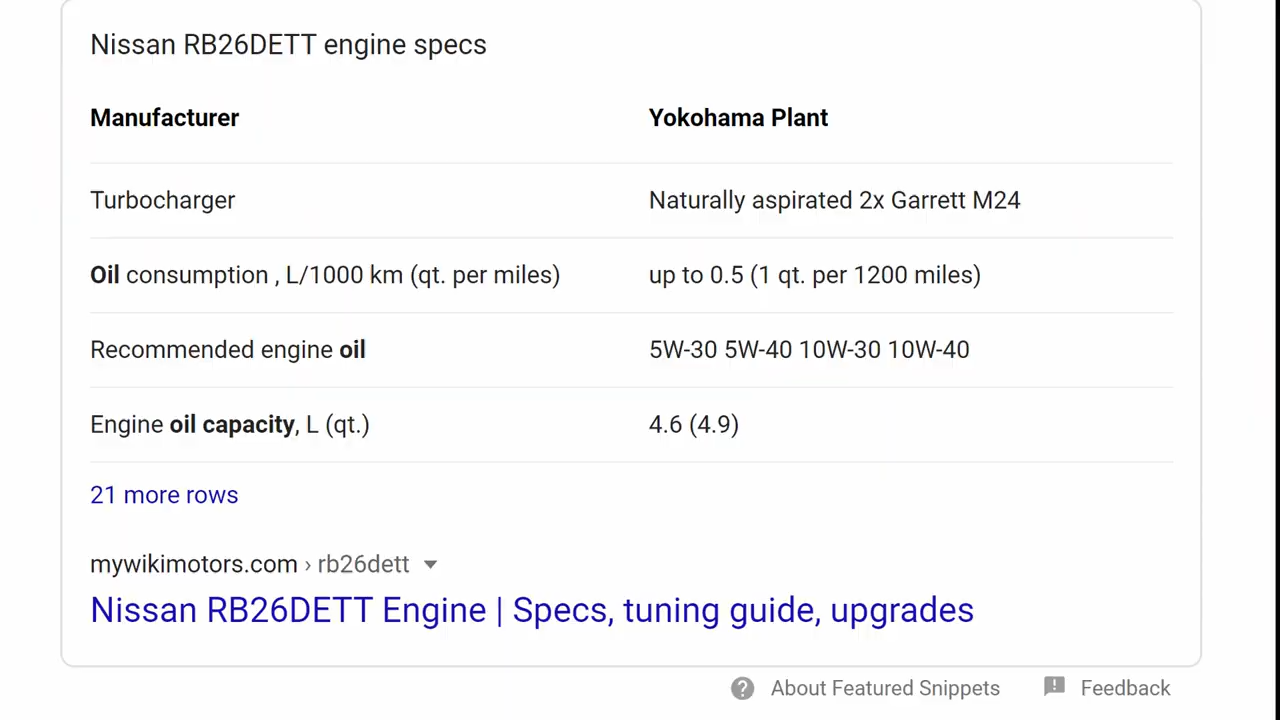 Nissan RB26DETT engine specs
Manufacturer Yokohama Plant
Turbocharger Naturally aspirated 2x Garrett M24
Oil consumption , L/1000 km (qt. per miles) up to 0.5 (1 qt. per 1200 miles)
Recommended engine oil 5W-30 5W-40 10W-30 10W-40
Engine oil capacity, L (qt.) 4.6 (4.9)
21 more rows
mywikimotors.com › rb26dett
Nissan RB26DETT Engine | Specs, tuning guide, upgrades
About Featured Snippets Feedback